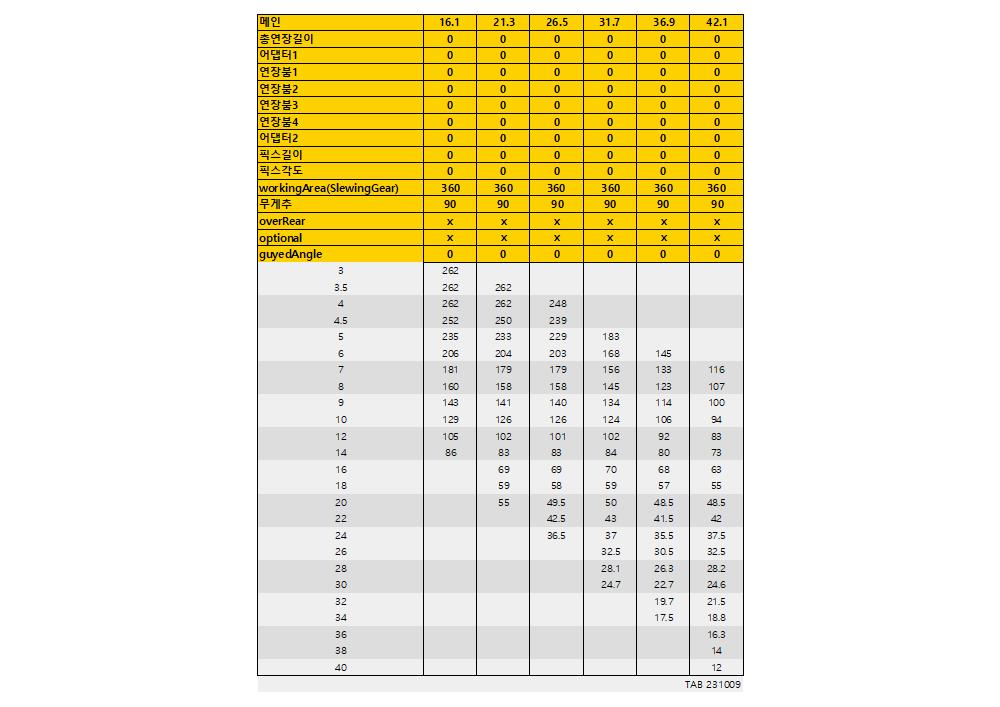 메인 16.1 21.3 26.5 31.7 36.9 42.1
총연장길이 0 0 0 0 0 0
어댑터1 0 0 0 0 0 0
연장붐1 0 0 0 0 0 0
연장붐2 0 0 0 0 0 0
연장붐3 0 0 0 0 0 0
연장붐4 0 0 0 0 0 0
어댑터2 0 0 0 0 0 0
픽스길이 0 0 0 0 0 0
픽스각도 0 0 0 0 0 0
workingArea(SlewingGear) 360 360 360 360 360 360
무게추 90 90 90 90 90 90
overRear x x x x x x
optional x x x x x x
guyedAngle 0 0 0 0 0 0
3 262
3.5 262 262
4 262 262 248
4.5 252 250 239
5 235 233 229 183
6 206 204 203 168 145
7 181 179 179 156 133 116
8 160 158 158 145 123 107
9 143 141 140 134 114 100
10 129 126 126 124 106 94
12 105 102 101 102 92 83
14 86 83 83 84 80 73
16 69 69 70 68 63
18 59 58 59 57 55
20 55 49.5 50 48.5 48.5
22 42.5 43 41.5 42
24 36.5 37 35.5 37.5
26 32.5 30.5 32.5
28 28.1 26.3 28.2
30 24.7 22.7 24.6
32 19.7 21.5
34 17.5 18.8
36 16.3
38 14
40 12
TAB 231009